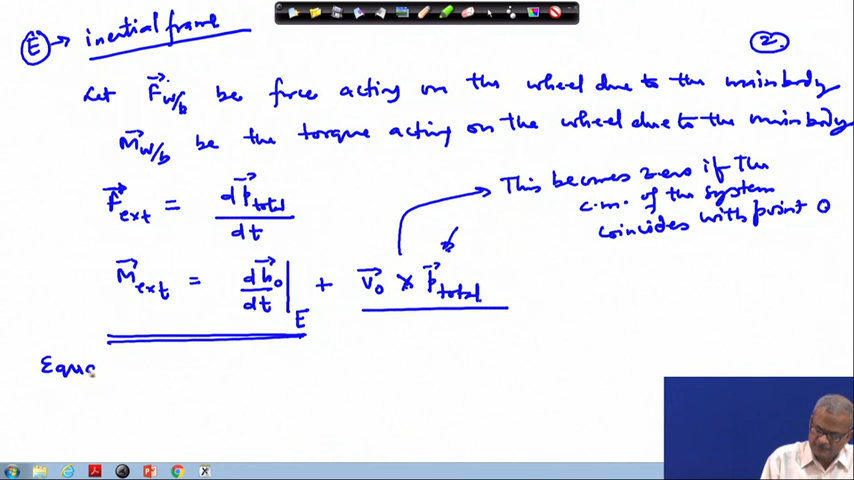 E → inertial frame
2.
Let F⃗w/b be force acting on the wheel due to the main body
M⃗w/b be the torque acting on the wheel due to the main body
F⃗ext = dp⃗total/dt
This becomes zero if the
c.m. of the system
coincides with point O
M⃗ext = dh⃗o/dt|E + v⃗o × p⃗total
Equa